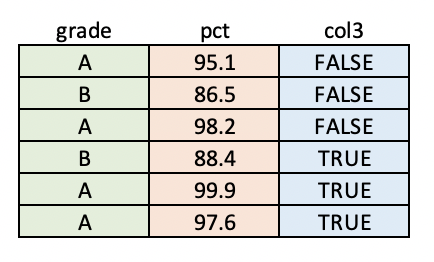 grade pct col3
A 95.1 FALSE
B 86.5 FALSE
A 98.2 FALSE
B 88.4 TRUE
A 99.9 TRUE
A 97.6 TRUE